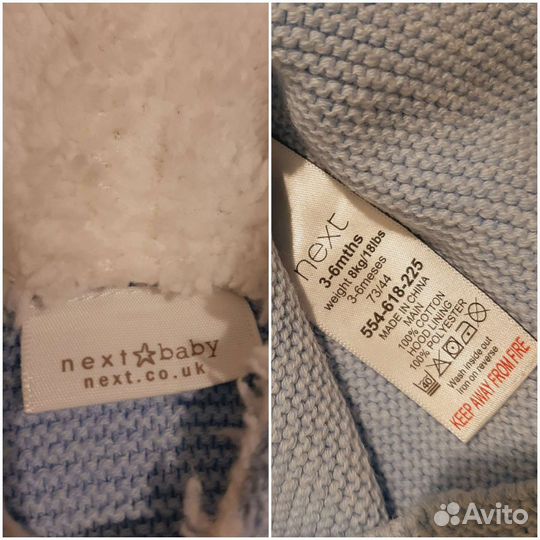 next☆baby
next.co.uk
next
3-6mths
weight 8kg/18lbs
3-6meses
73/44
554-618-225
MADE IN CHINA
MAIN
100% COTTON
HOOD LINING
100% POLYESTER
40
Wash inside out
iron on reverse
KEEP AWAY FROM FIRE
Avito